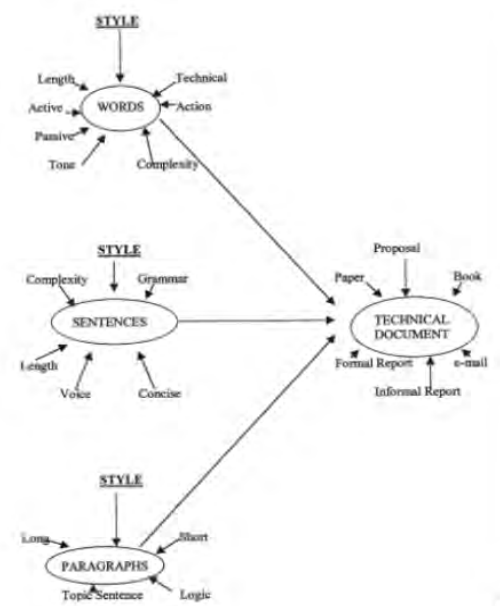 STYLE
Length
Technical
Active
WORDS
Action
Passive
Tone
Complexity
STYLE
Complexity
Grammar
SENTENCES
Length
Voice
Concise
Proposal
Paper
Book
TECHNICAL
DOCUMENT
Formal Report
e-mail
Informal Report
STYLE
Long
Short
PARAGRAPHS
Topic Sentence
Logic